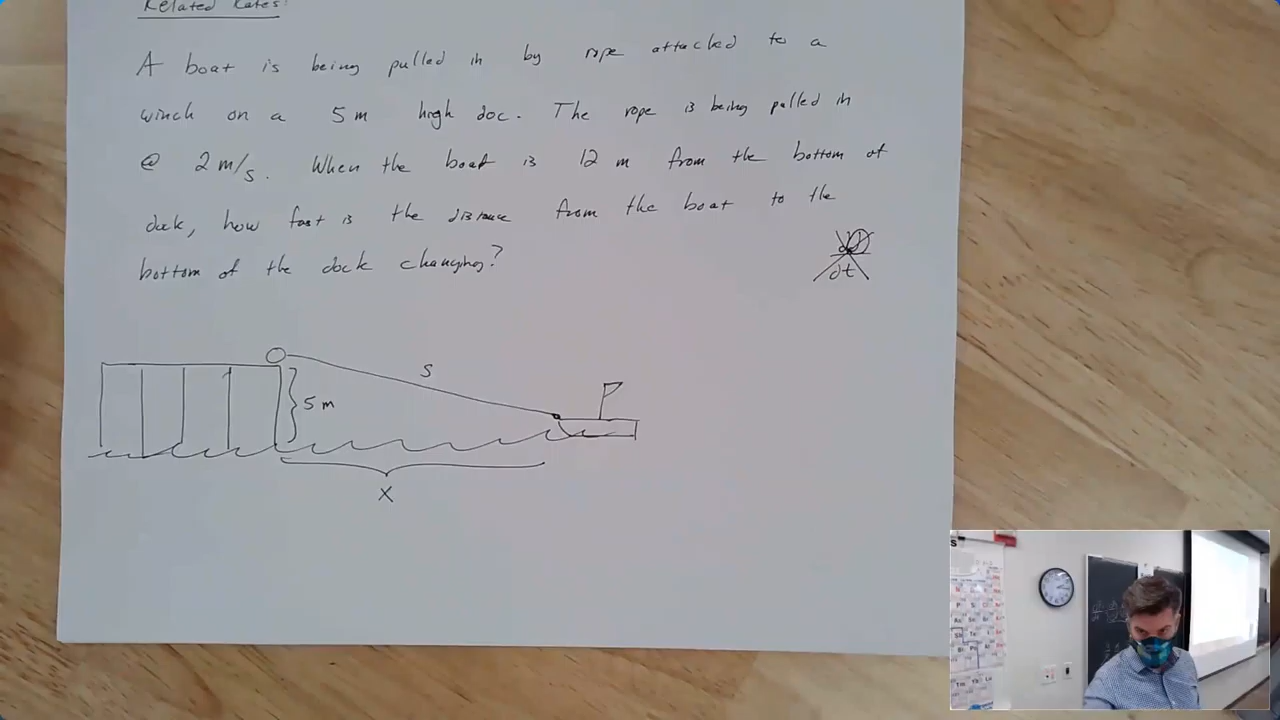 Related Rates:
A boat is being pulled in by rope attached to a
winch on a 5 m high doc. The rope is being pulled in
@ 2 m/s. When the boat is 12 m from the bottom of
dock, how fast is the distance from the boat to the
bottom of the dock changing?
dt
S
5 m
X